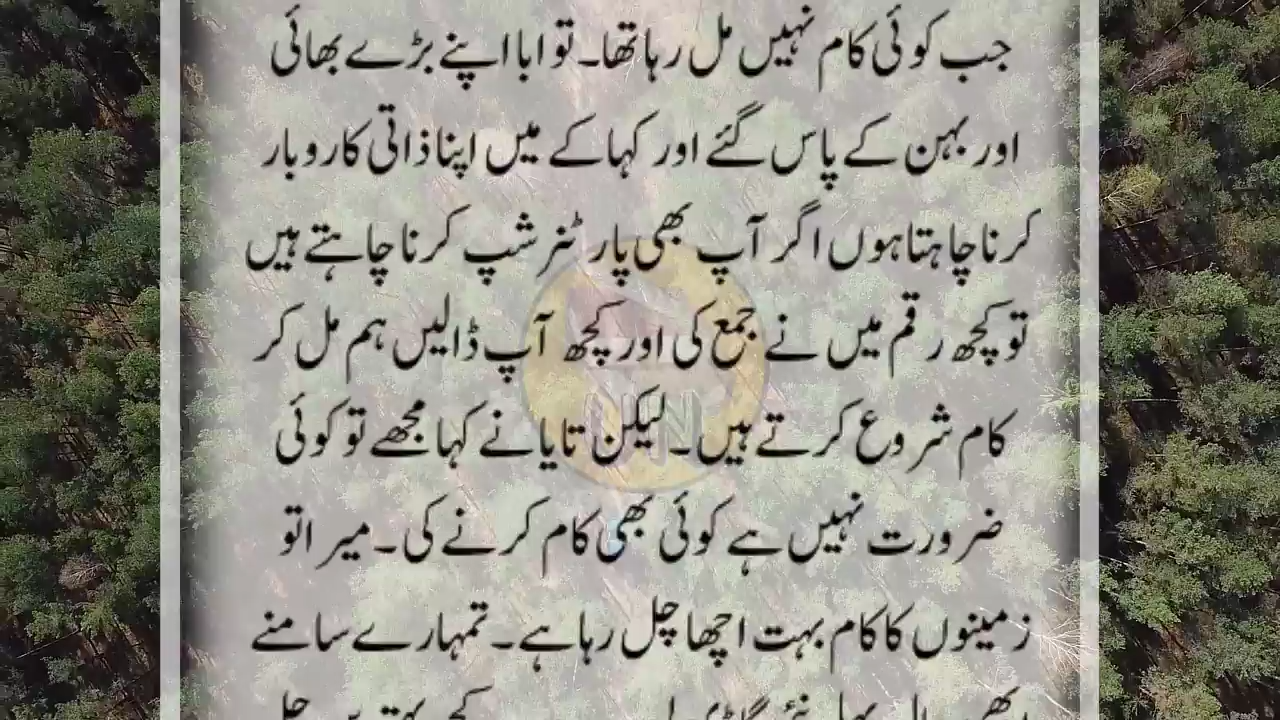 جب کوئی کام نہیں مل رہا تھا۔ تو ابا اپنے بڑے بھائی
اور بہن کے پاس گئے اور کہا کے میں اپنا ذاتی کاروبار
کرنا چاہتا ہوں اگر آپ بھی پارٹنر شپ کرنا چاہتے ہیں
تو کچھ رقم میں نے جمع کی اور کچھ آپ ڈالیں ہم مل کر
کام شروع کرتے ہیں۔ لیکن تایا نے کہا مجھے تو کوئی
ضرورت نہیں ہے کوئی بھی کام کرنے کی۔ میرا تو
زمینوں کا کام بہت اچھا چل رہا ہے۔ تمہارے سامنے